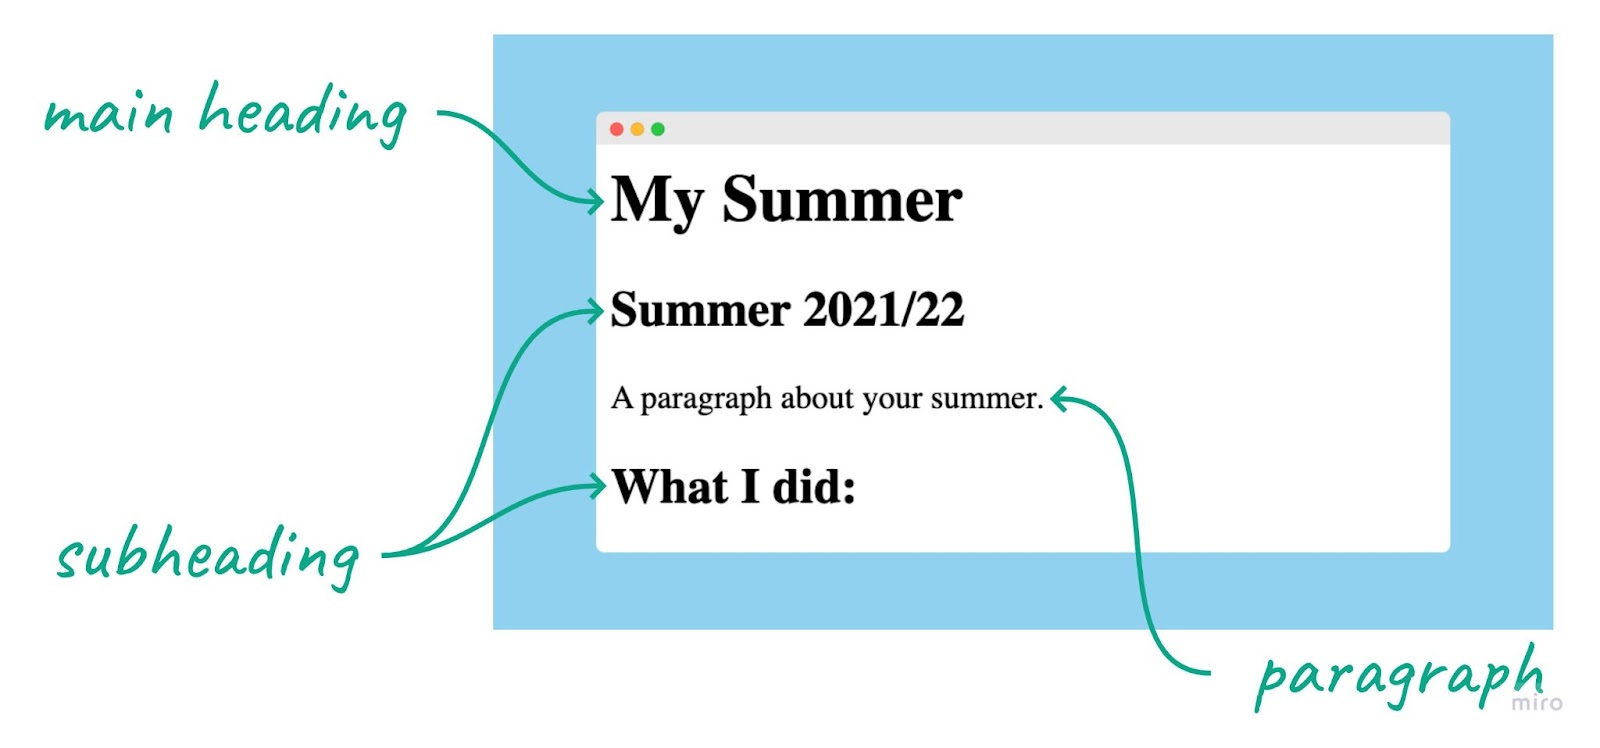 main heading
My Summer
Summer 2021/22
A paragraph about your summer.
What I did:
subheading
paragraph
miro